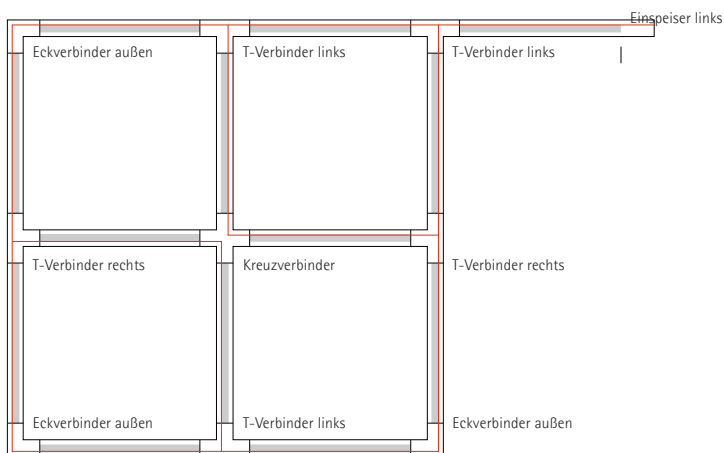 Einspeiser links
Eckverbinder außen
T-Verbinder links
T-Verbinder links
T-Verbinder rechts
Kreuzverbinder
T-Verbinder rechts
Eckverbinder außen
T-Verbinder links
Eckverbinder außen